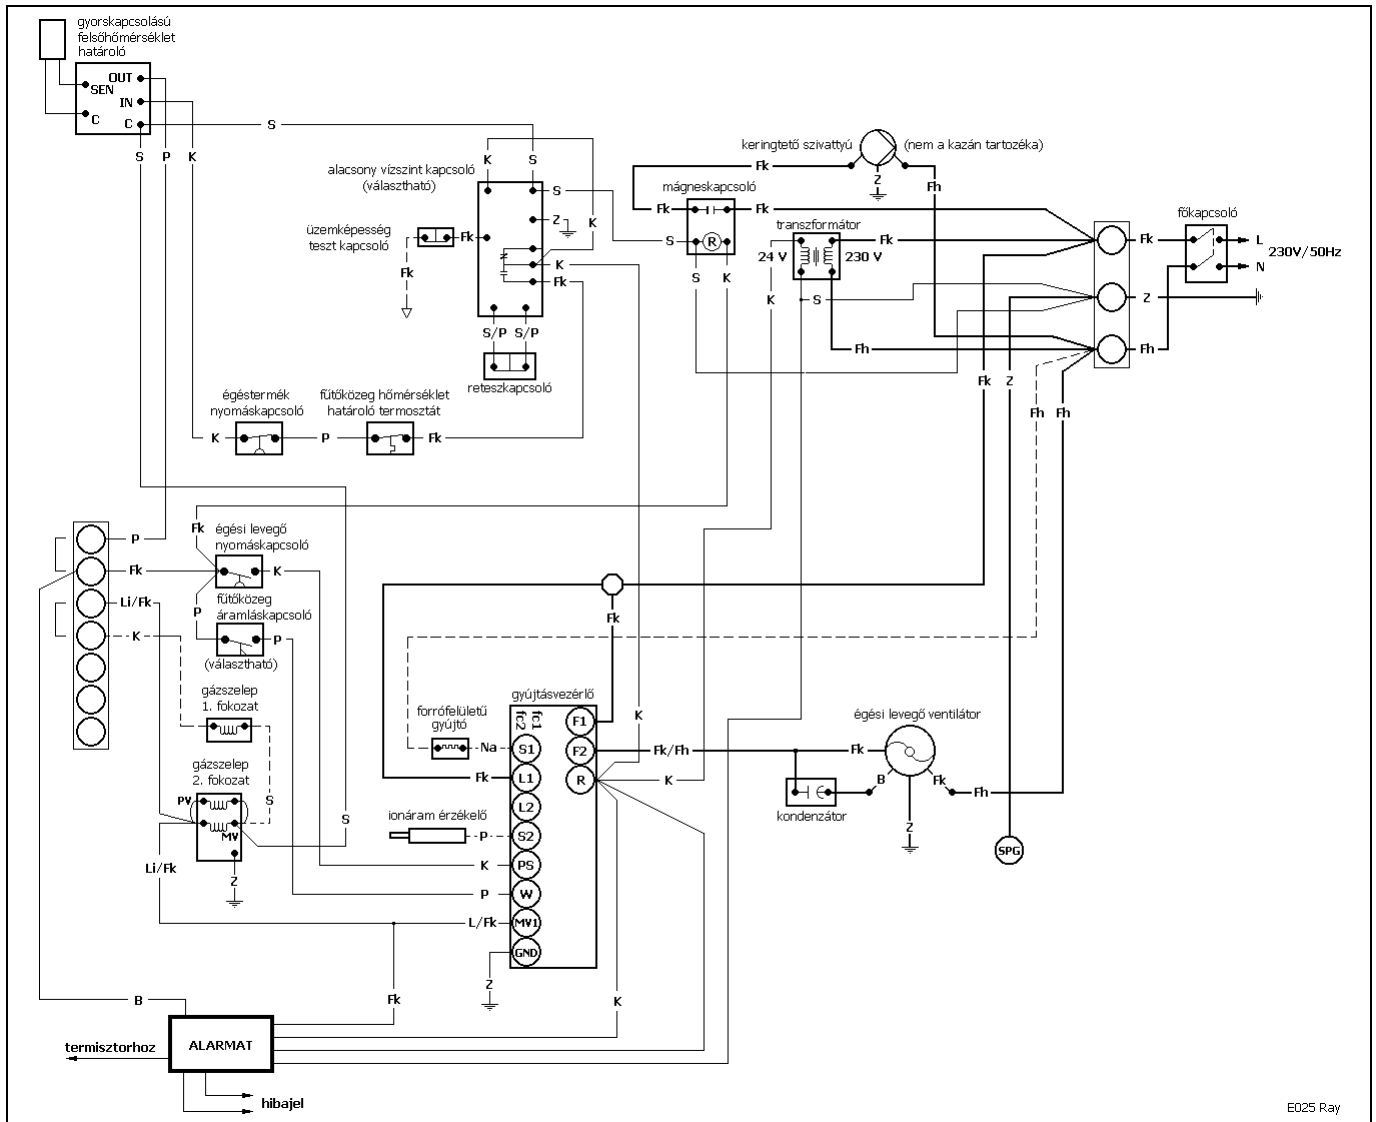 gyorskapcsolású
felsőhőmérséklet
határoló
OUT
SEN
IN
C
C
S
S
P
K
alacsony vízszint kapcsoló
(választható)
K
S
S
Z
K
üzemképesség
teszt kapcsoló
Fk
Fk
K
Fk
S/P
S/P
reteszkapcsoló
keringtető szivattyú
(nem a kazán tartozéka)
Fk
Z
Fh
mágneskapcsoló
Fk
Fk
S
R
S
K
transzformátor
24 V
230 V
Fk
K
S
Fh
főkapcsoló
Fk
L
230V/50Hz
N
Z
Fh
Fk
Z
Fh
Fh
égéstermék
nyomáskapcsoló
fűtőközeg hőmérséklet
határoló termosztát
K
P
Fk
Fk
égési levegő
nyomáskapcsoló
P
Fk
K
Li/Fk
K
P
fűtőközeg
áramláskapcsoló
P
(választható)
gázszelep
1. fokozat
gázszelep
2. fokozat
PV
MV
S
S
Z
Li/Fk
Fk
gyújtásvezérlő
fc1
fc2
forrófelületű
gyújtó
Na
S1
F1
K
Fk
L1
F2
Fk/Fh
L2
R
K
ionáram érzékelő
P
S2
K
PS
P
W
L/Fk
MV1
GND
Z
égési levegő ventilátor
Fk
B
Fk
Fh
kondenzátor
Z
SPG
B
Fk
K
ALARMAT
termisztorhoz
hibajel
E025 Ray